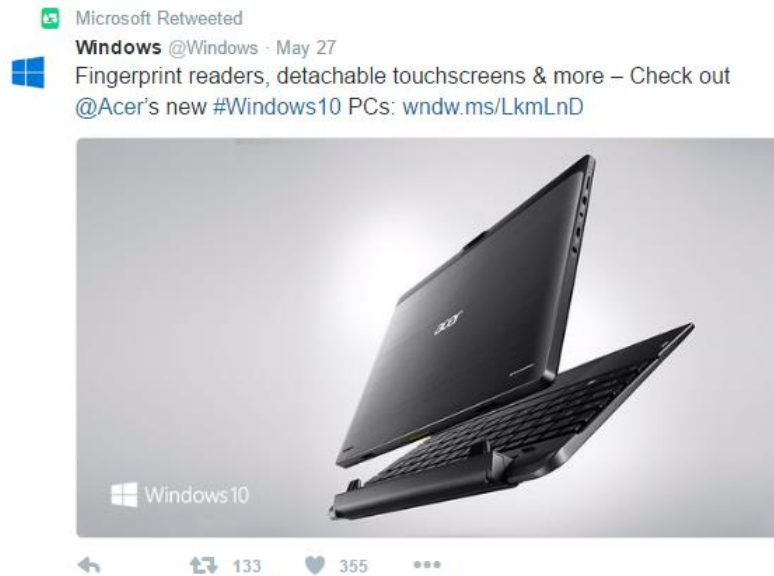 Microsoft Retweeted
Windows @Windows · May 27
Fingerprint readers, detachable touchscreens & more – Check out
@Acer's new #Windows10 PCs: wndw.ms/LkmLnD
acer
Windows10
133 355